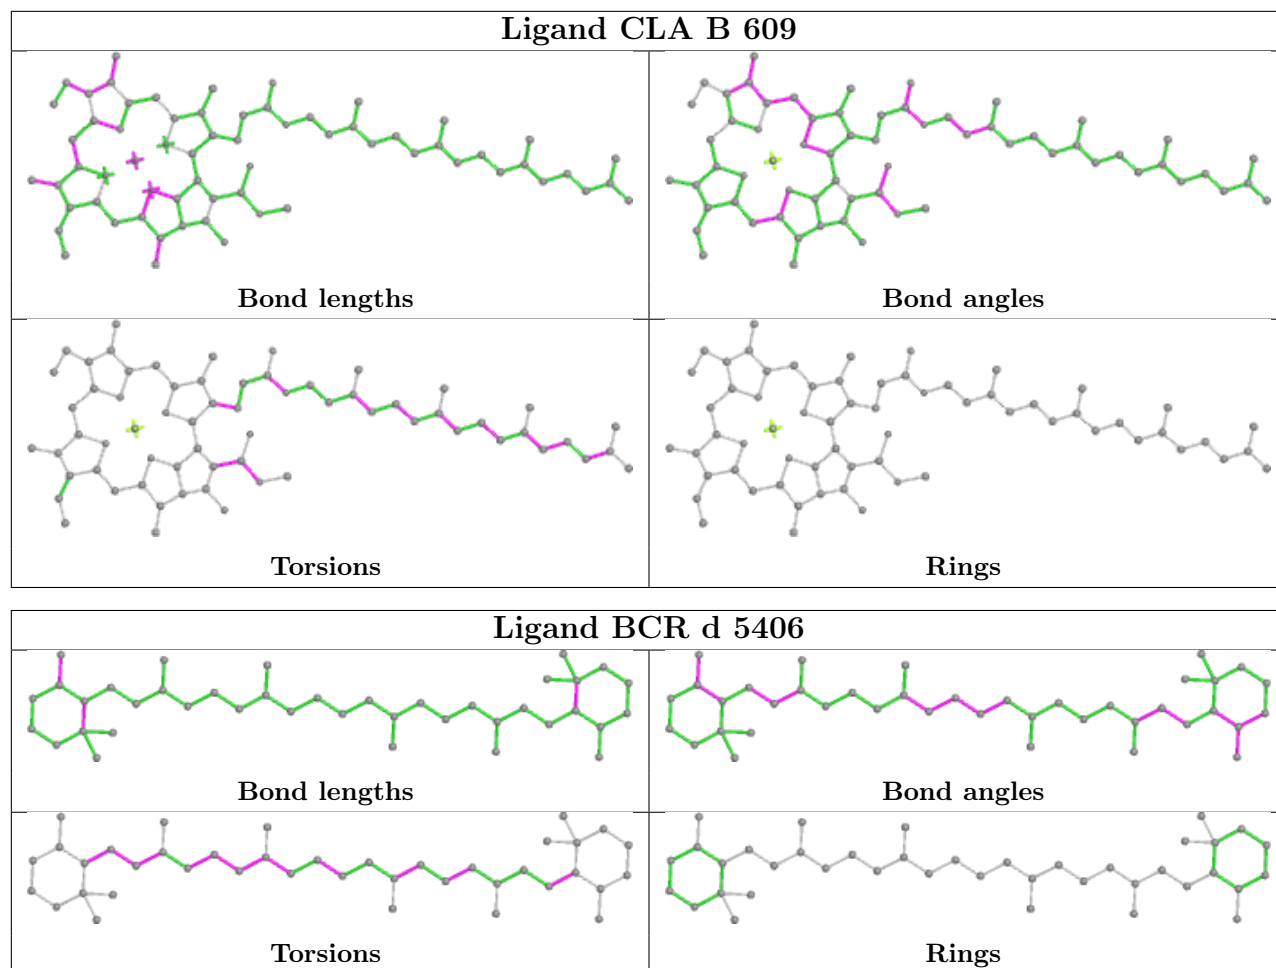 Ligand CLA B 609
Bond lengths
Bond angles
Torsions
Rings
Ligand BCR d 5406
Bond lengths
Bond angles
Torsions
Rings